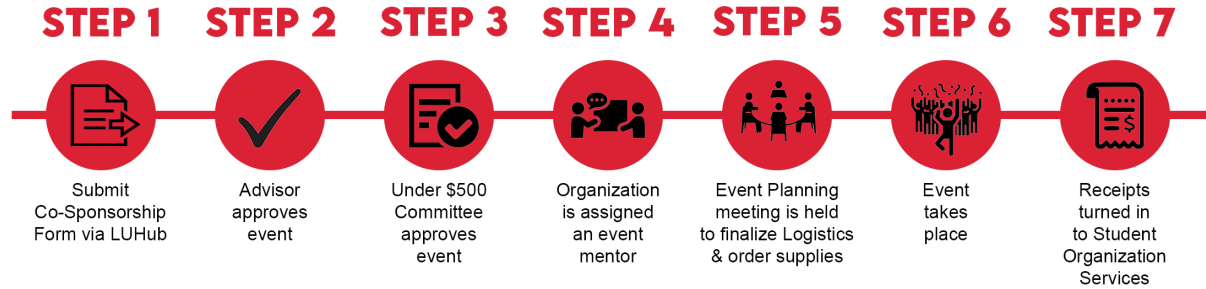 STEP 1
Submit
Co-Sponsorship
Form via LUHub
STEP 2
Advisor
approves
event
STEP 3
Under $500
Committee
approves
event
STEP 4
Organization
is assigned
an event
mentor
STEP 5
Event Planning
meeting is held
to finalize Logistics
& order supplies
STEP 6
Event
takes
place
STEP 7
$
Receipts
turned in
to Student
Organization
Services